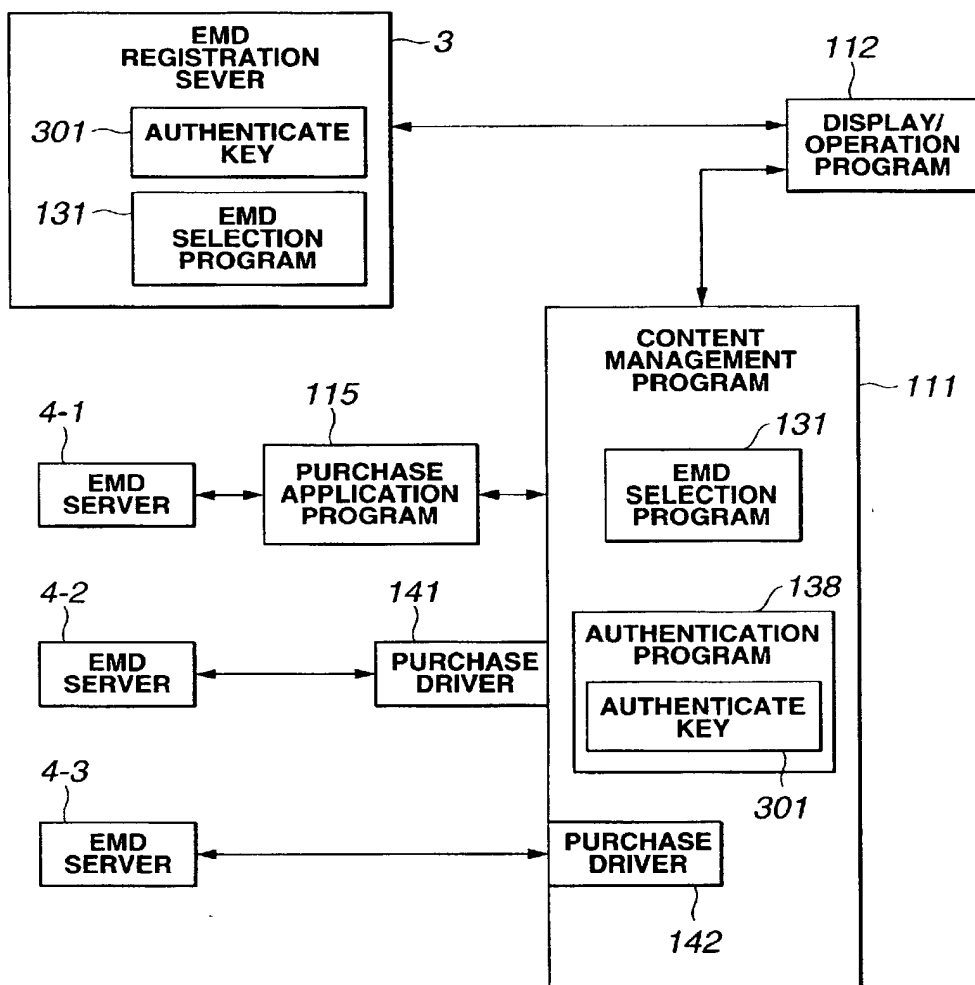 EMD
REGISTRATION
SEVER
3
301
AUTHENTICATE
KEY
131
EMD
SELECTION
PROGRAM
112
DISPLAY/
OPERATION
PROGRAM
CONTENT
MANAGEMENT
PROGRAM
111
4-1
EMD
SERVER
115
PURCHASE
APPLICATION
PROGRAM
131
EMD
SELECTION
PROGRAM
4-2
EMD
SERVER
141
PURCHASE
DRIVER
138
AUTHENTICATION
PROGRAM
AUTHENTICATE
KEY
301
4-3
EMD
SERVER
PURCHASE
DRIVER
142